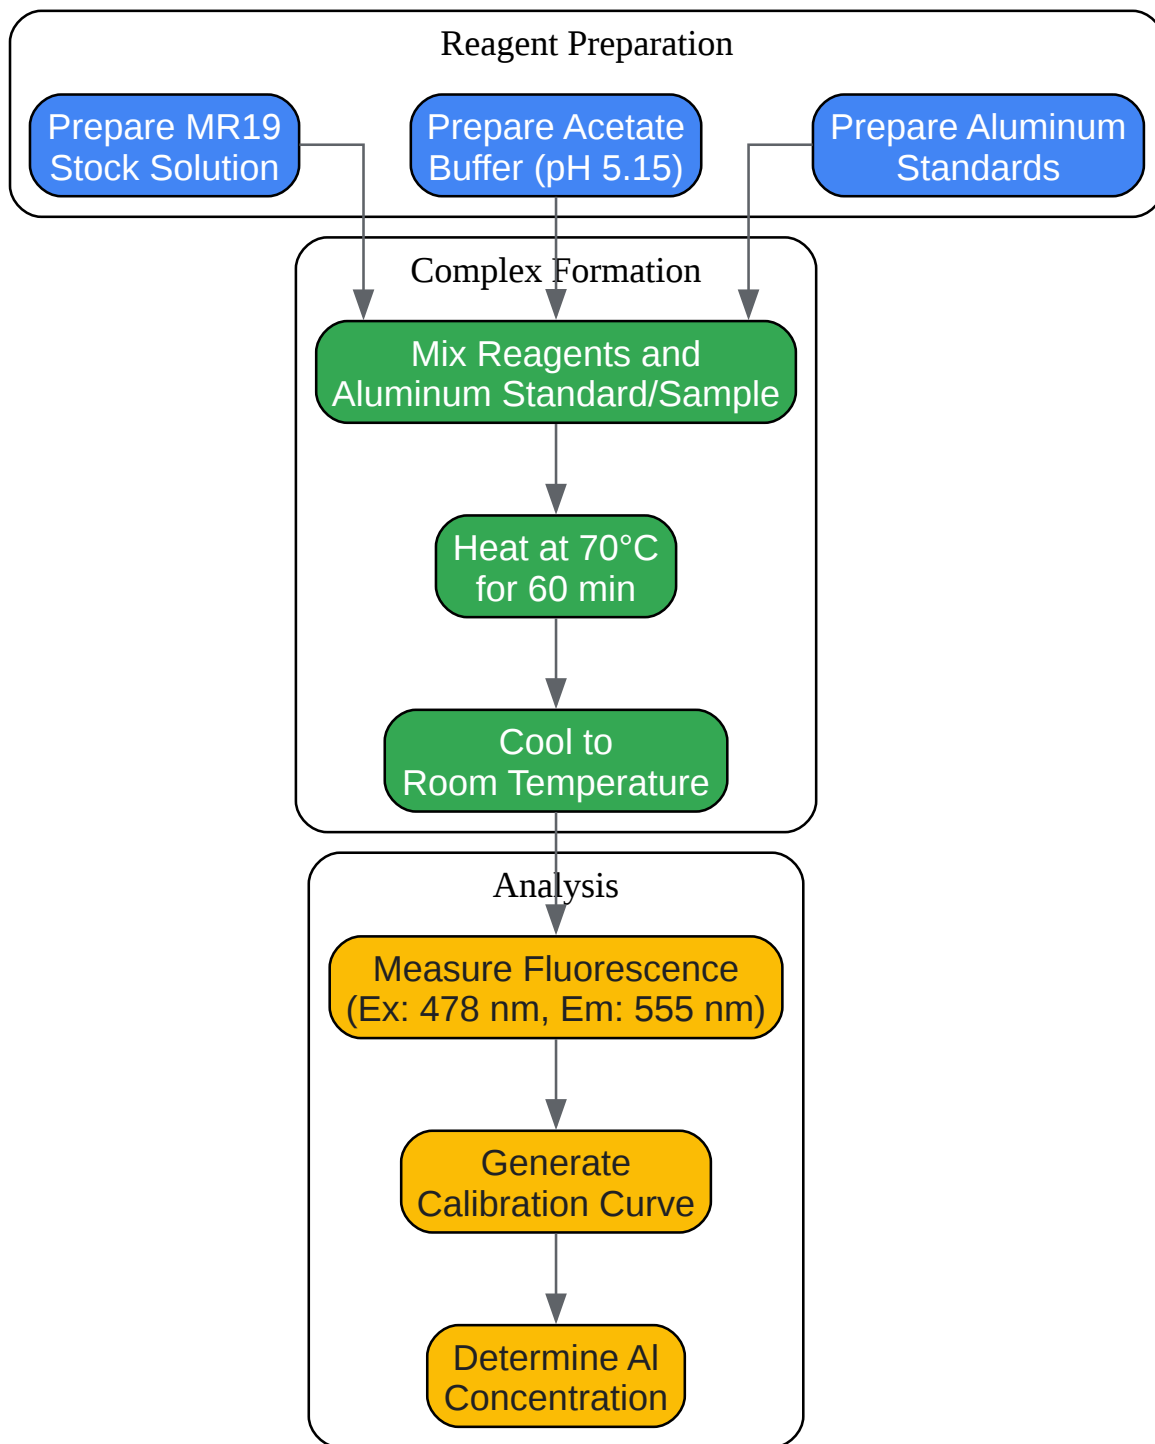 Reagent Preparation
Prepare MR19
Stock Solution
Prepare Acetate
Buffer (pH 5.15)
Prepare Aluminum
Standards
Complex Formation
Mix Reagents and
Aluminum Standard/Sample
Heat at 70°C
for 60 min
Cool to
Room Temperature
Analysis
Measure Fluorescence
(Ex: 478 nm, Em: 555 nm)
Generate
Calibration Curve
Determine Al
Concentration